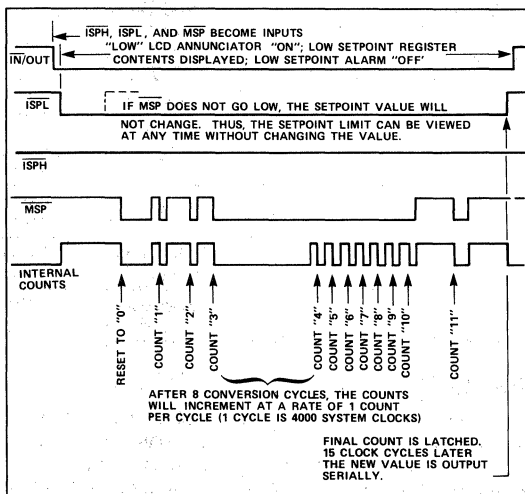 ISPH, ISPL, AND MSP BECOME INPUTS
"LOW" LCD ANNUNCIATOR "ON"; LOW SETPOINT REGISTER
CONTENTS DISPLAYED; LOW SETPOINT ALARM "OFF'
IN/OUT
ISPL
IF MSP DOES NOT GO LOW, THE SETPOINT VALUE WILL
NOT CHANGE. THUS, THE SETPOINT LIMIT CAN BE VIEWED
AT ANY TIME WITHOUT CHANGING THE VALUE.
ISPH
MSP
INTERNAL
COUNTS
RESET TO "0"
COUNT "1"
COUNT "2"
COUNT "3"
COUNT "4"
COUNT "5"
COUNT "6"
COUNT "7"
COUNT "8"
COUNT "9"
COUNT "10"
COUNT "11"
AFTER 8 CONVERSION CYCLES, THE COUNTS
WILL INCREMENT AT A RATE OF 1 COUNT
PER CYCLE (1 CYCLE IS 4000 SYSTEM CLOCKS)
FINAL COUNT IS LATCHED.
15 CLOCK CYCLES LATER
THE NEW VALUE IS OUTPUT
SERIALLY.